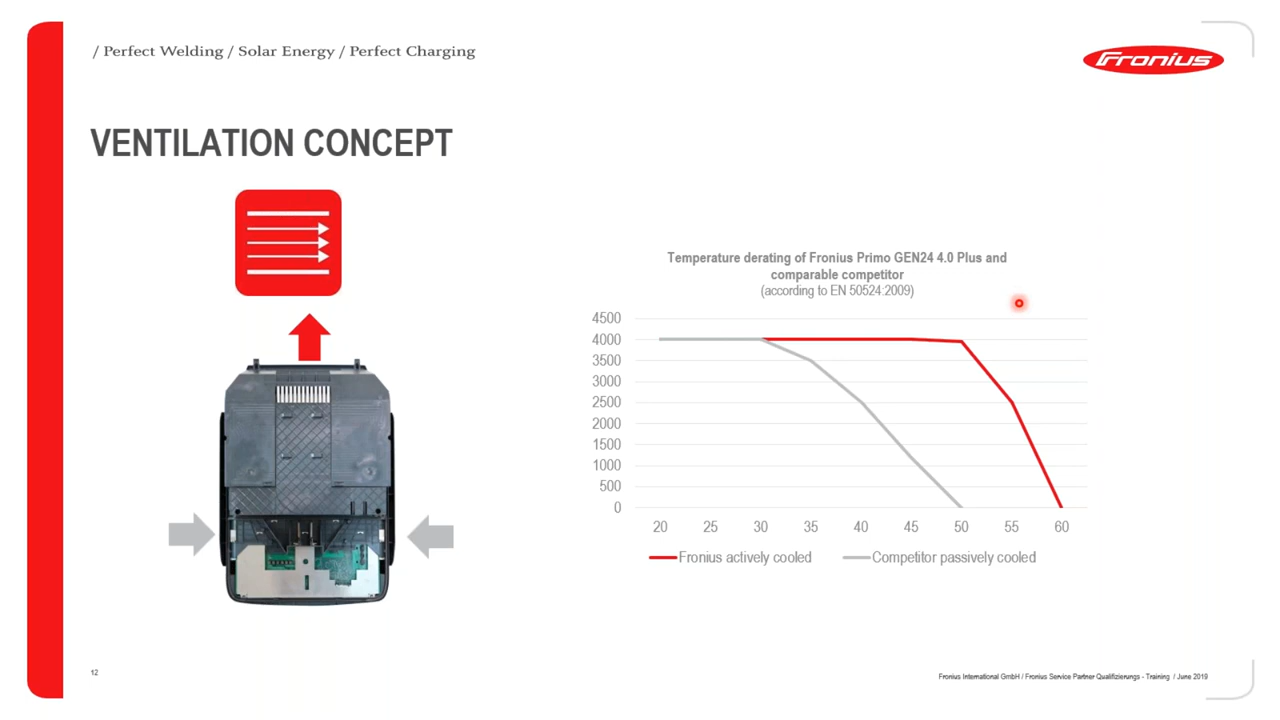 / Perfect Welding / Solar Energy / Perfect Charging
Fronius
VENTILATION CONCEPT
Temperature derating of Fronius Primo GEN24 4.0 Plus and
comparable competitor
(according to EN 50524:2009)
4500
4000
3500
3000
2500
2000
1500
1000
500
0
20 25 30 35 40 45 50 55 60
Fronius actively cooled Competitor passively cooled
12
Fronius International GmbH / Fronius Service Partner Qualifizierungs - Training / June 2019